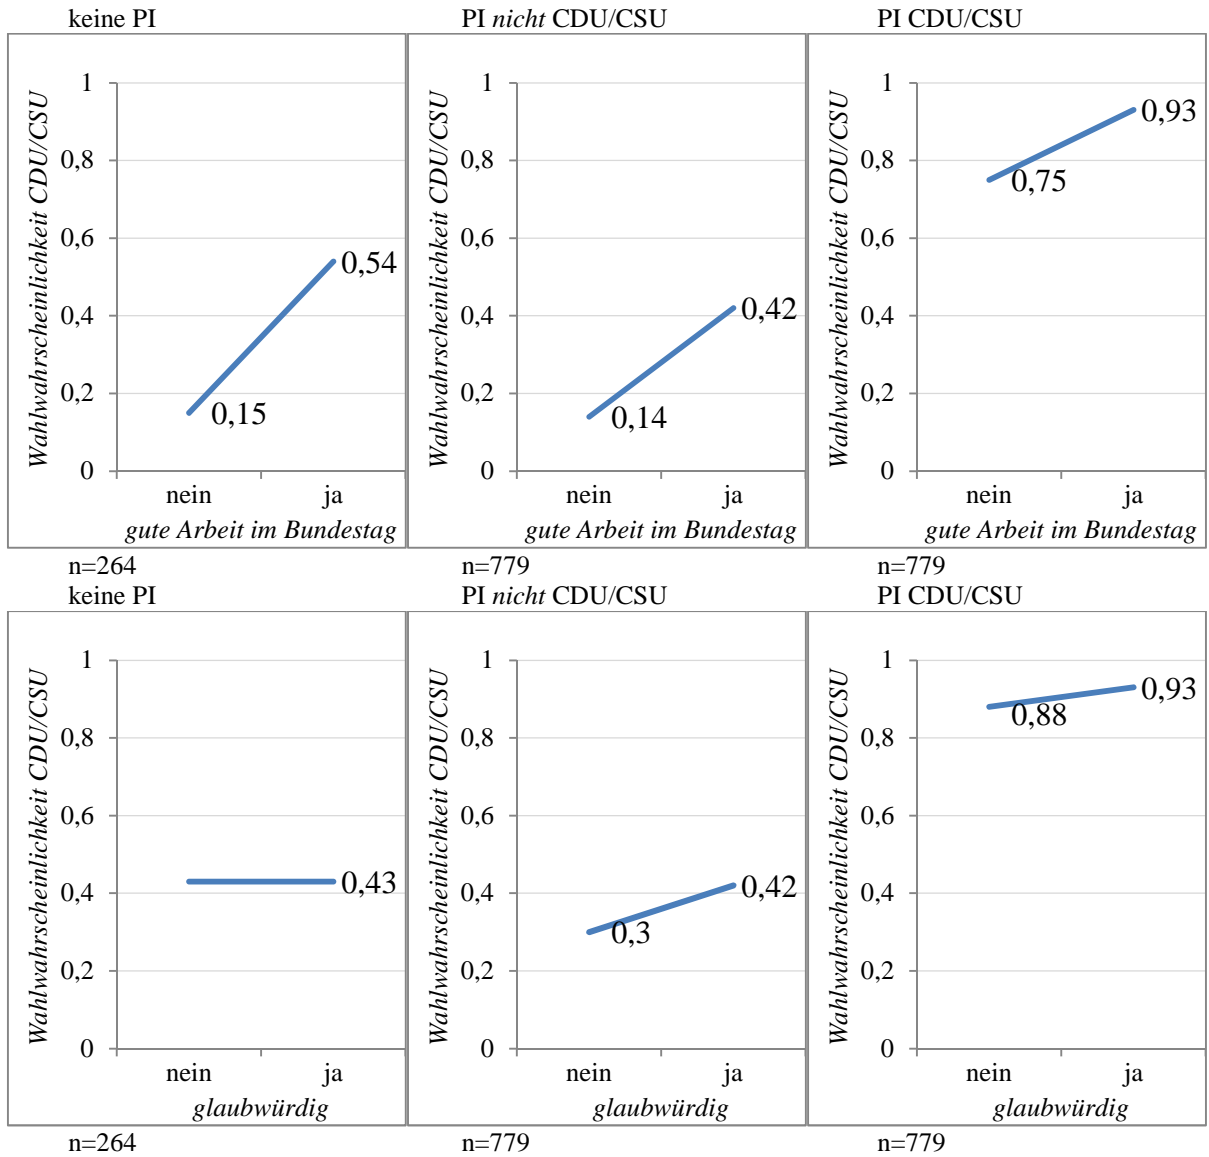 keine PI
PI nicht CDU/CSU
PI CDU/CSU
Wahlwahrscheinlichkeit CDU/CSU
1
0,8
0,6
0,4
0,2
0
0,15
0,54
nein ja
gute Arbeit im Bundestag
Wahlwahrscheinlichkeit CDU/CSU
1
0,8
0,6
0,4
0,2
0
0,14
0,42
nein ja
gute Arbeit im Bundestag
Wahlwahrscheinlichkeit CDU/CSU
1
0,8
0,6
0,4
0,2
0
0,75
0,93
nein ja
gute Arbeit im Bundestag
n=264
n=779
n=779
keine PI
PI nicht CDU/CSU
PI CDU/CSU
Wahlwahrscheinlichkeit CDU/CSU
1
0,8
0,6
0,4
0,2
0
0,43
nein ja
glaubwürdig
Wahlwahrscheinlichkeit CDU/CSU
1
0,8
0,6
0,4
0,2
0
0,3
0,42
nein ja
glaubwürdig
Wahlwahrscheinlichkeit CDU/CSU
1
0,8
0,6
0,4
0,2
0
0,88
0,93
nein ja
glaubwürdig
n=264
n=779
n=779